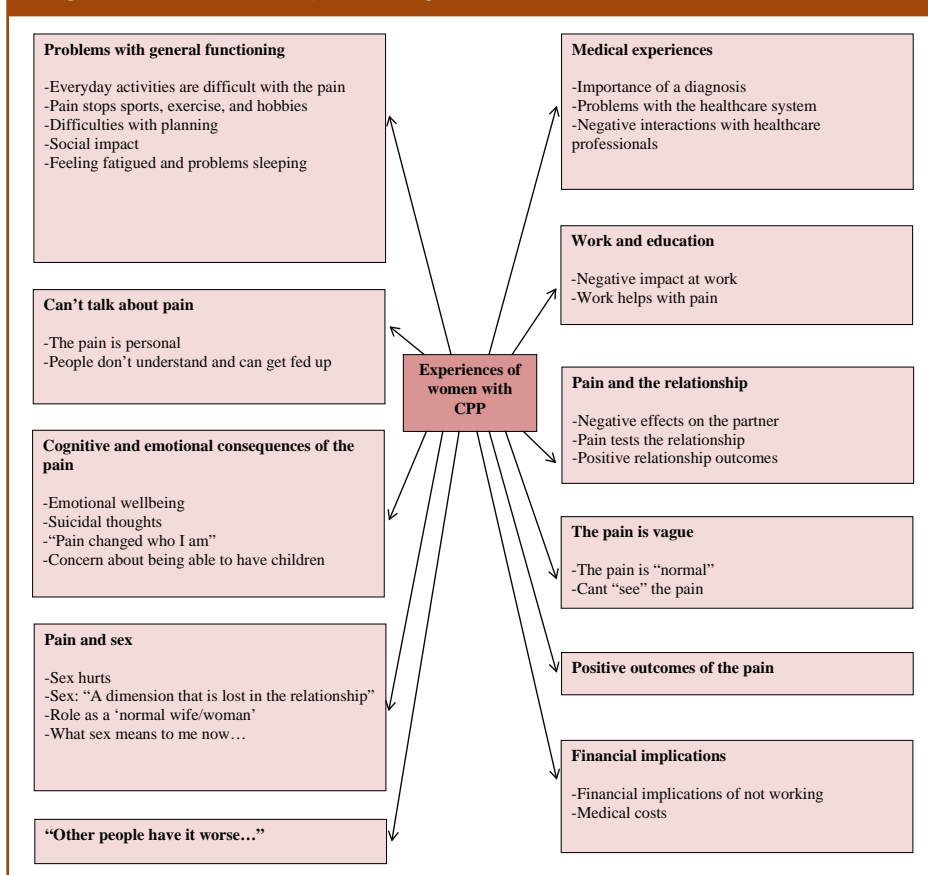 Problems with general functioning
-Everyday activities are difficult with the pain
-Pain stops sports, exercise, and hobbies
-Difficulties with planning
-Social impact
-Feeling fatigued and problems sleeping
Can’t talk about pain
-The pain is personal
-People don’t understand and can get fed up
Cognitive and emotional consequences of the
pain
-Emotional wellbeing
-Suicidal thoughts
-“Pain changed who I am”
-Concern about being able to have children
Pain and sex
-Sex hurts
-Sex: “A dimension that is lost in the relationship”
-Role as a ‘normal wife/woman’
-What sex means to me now…
“Other people have it worse…”
Experiences of
women with
CPP
Medical experiences
-Importance of a diagnosis
-Problems with the healthcare system
-Negative interactions with healthcare
professionals
Work and education
-Negative impact at work
-Work helps with pain
Pain and the relationship
-Negative effects on the partner
-Pain tests the relationship
-Positive relationship outcomes
The pain is vague
-The pain is “normal”
-Cant “see” the pain
Positive outcomes of the pain
Financial implications
-Financial implications of not working
-Medical costs